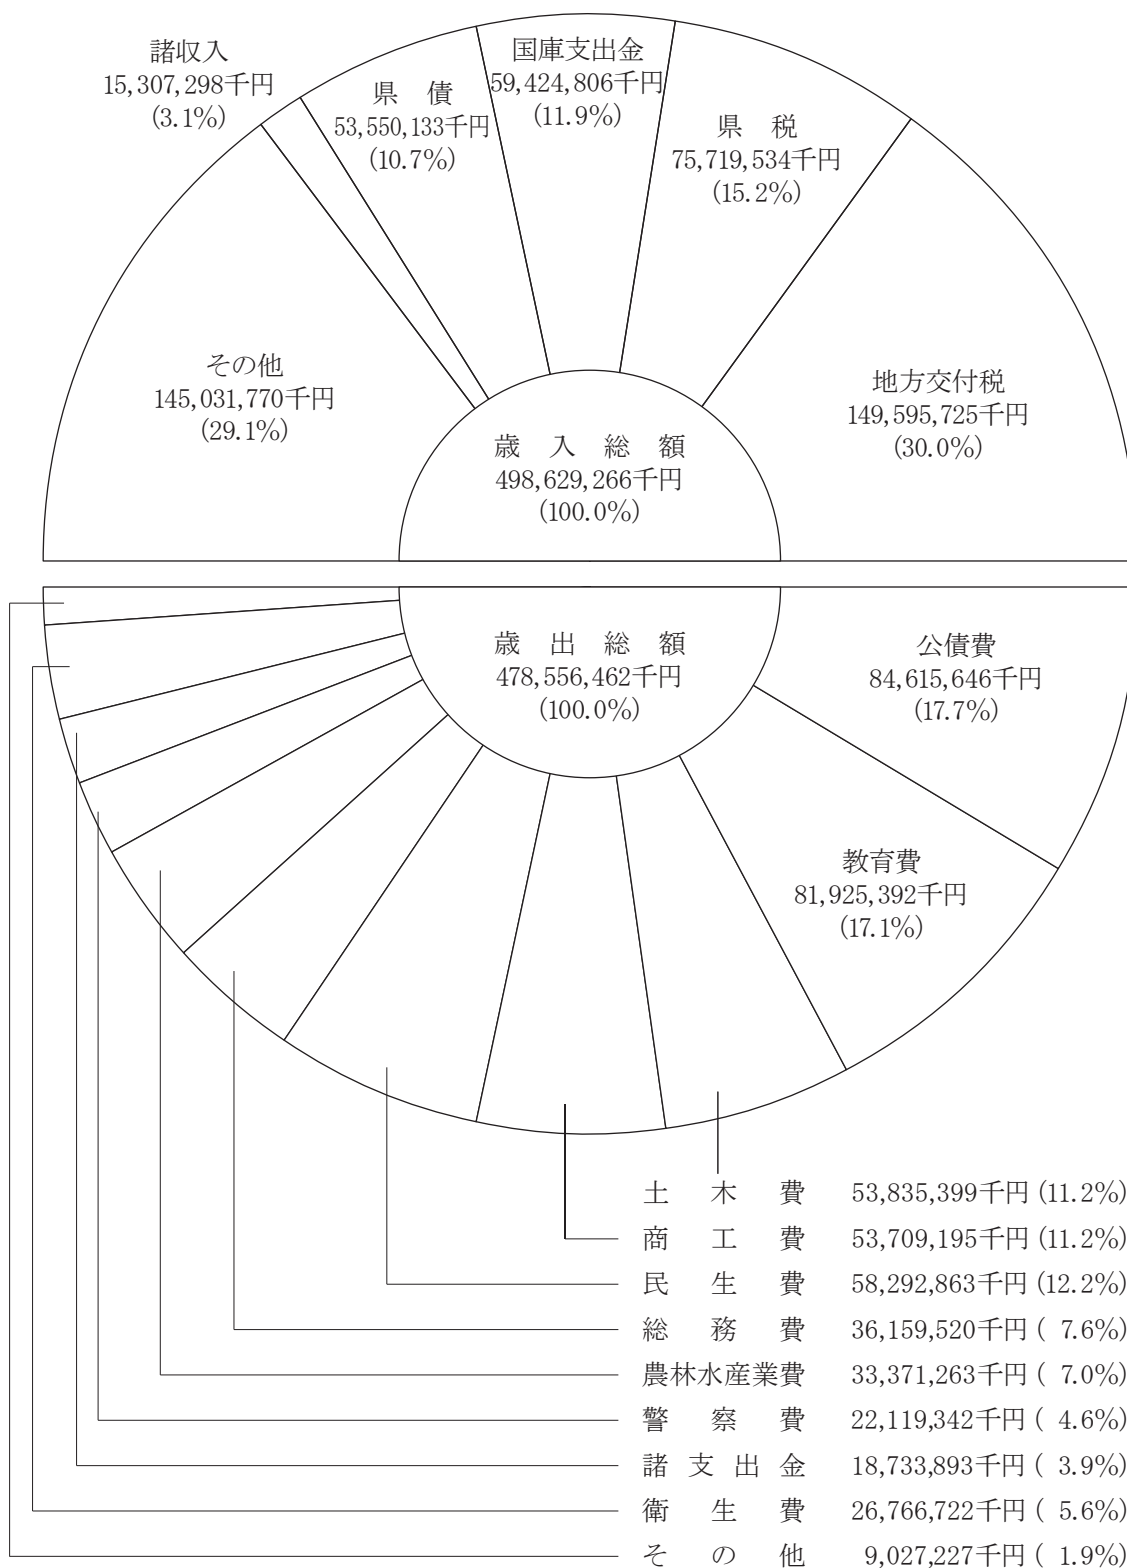 諸収入
15,307,298千円
(3.1%)
県 債
53,550,133千円
(10.7%)
国庫支出金
59,424,806千円
(11.9%)
県 税
75,719,534千円
(15.2%)
その他
145,031,770千円
(29.1%)
地方交付税
149,595,725千円
(30.0%)
歳 入 総 額
498,629,266千円
(100.0%)
歳 出 総 額
478,556,462千円
(100.0%)
公債費
84,615,646千円
(17.7%)
教育費
81,925,392千円
(17.1%)
土 木 費 53,835,399千円 (11.2%)
商 工 費 53,709,195千円 (11.2%)
民 生 費 58,292,863千円 (12.2%)
総 務 費 36,159,520千円 ( 7.6%)
農林水産業費 33,371,263千円 ( 7.0%)
警 察 費 22,119,342千円 ( 4.6%)
諸 支 出 金 18,733,893千円 ( 3.9%)
衛 生 費 26,766,722千円 ( 5.6%)
そ の 他 9,027,227千円 ( 1.9%)